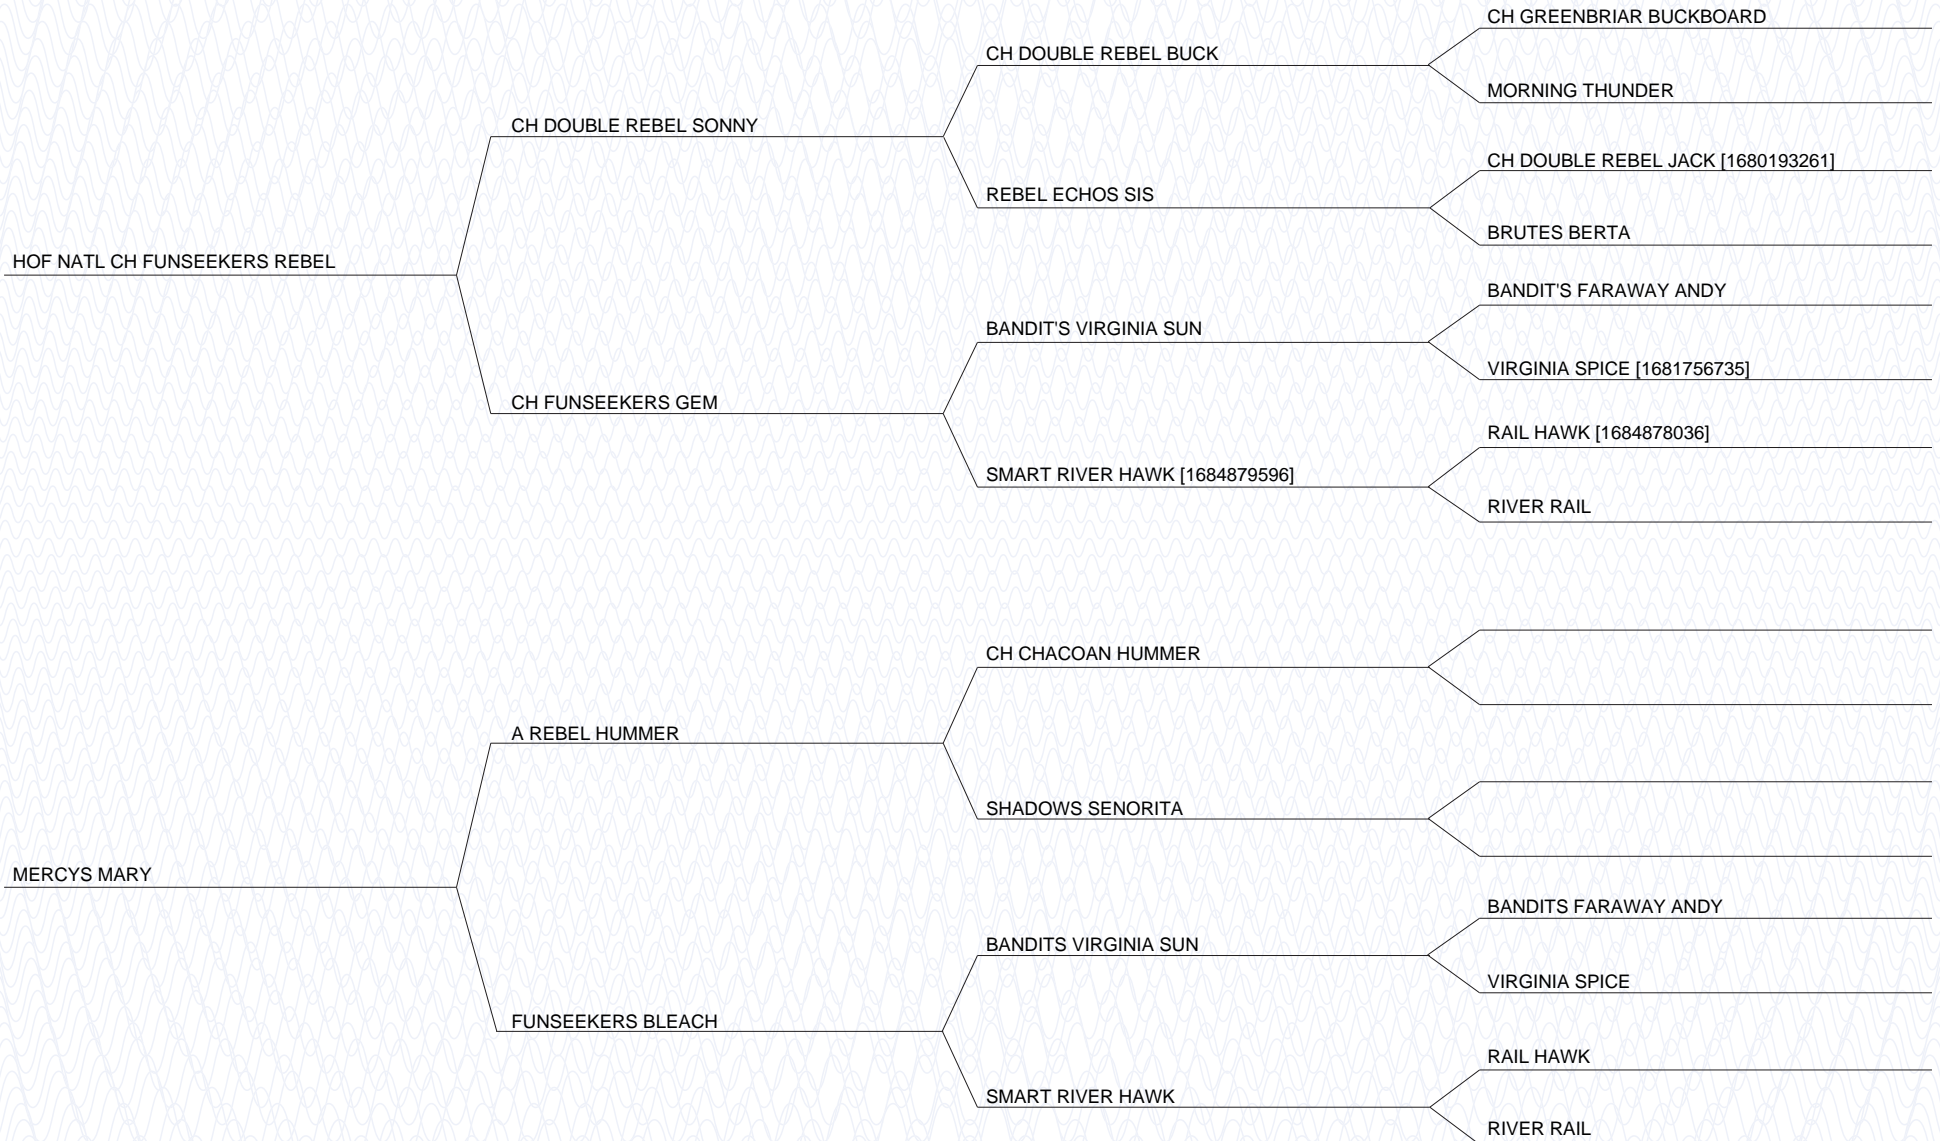 CH GREENBRIAR BUCKBOARD
CH DOUBLE REBEL BUCK
MORNING THUNDER
CH DOUBLE REBEL SONNY
CH DOUBLE REBEL JACK [1680193261]
REBEL ECHOS SIS
BRUTES BERTA
HOF NATL CH FUNSEEKERS REBEL
BANDIT'S FARAWAY ANDY
BANDIT'S VIRGINIA SUN
VIRGINIA SPICE [1681756735]
CH FUNSEEKERS GEM
RAIL HAWK [1684878036]
SMART RIVER HAWK [1684879596]
RIVER RAIL
CH CHACOAN HUMMER
A REBEL HUMMER
SHADOWS SENORITA
MERCYS MARY
BANDITS FARAWAY ANDY
BANDITS VIRGINIA SUN
VIRGINIA SPICE
FUNSEEKERS BLEACH
RAIL HAWK
SMART RIVER HAWK
RIVER RAIL